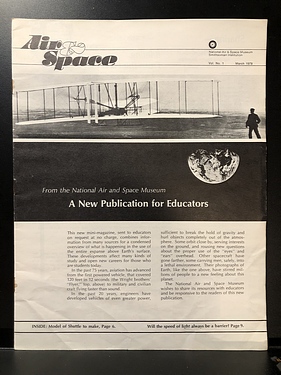 Air &
Space
National Air & Space Museum
Smithsonian Institution
Vol. No. 1 March 1978
From the National Air and Space Museum
A New Publication for Educators
This new mini-magazine, sent to educators
on request at no charge, combines infor-
mation from many sources for a condensed
overview of what is happening in the use of
the entire expanse above Earth's surface.
These developments affect many kinds of
study and open new careers for those who
are students today.
In the past 75 years, aviation has advanced
from the first powered vehicle, that covered
120 feet in 12 seconds (the Wright brothers'
"Flyer," top, above) to military and civilian
craft flying faster than sound.
In the past 20 years, engineers have
developed vehicles of even greater power,
sufficient to break the hold of gravity and
hurl objects completely out of the atmos-
phere. Some orbit close by, serving interests
on the ground, and raising new questions
about the proper use of the "ever" and
"ears" overhead. Other spacecraft have
gone farther, some carrying men, safely, into
a lethal environment. Their photographs of
Earth, like the one above, have stirred mil-
lions of people to a new feeling about this
planet.
The National Air and Space Museum
wishes to share its resources with educators
and be responsive to the readers of this new
publication.
INSIDE: Model of Shuttle to make, Page 6. Will the speed of light always be a barrier? Page 9.